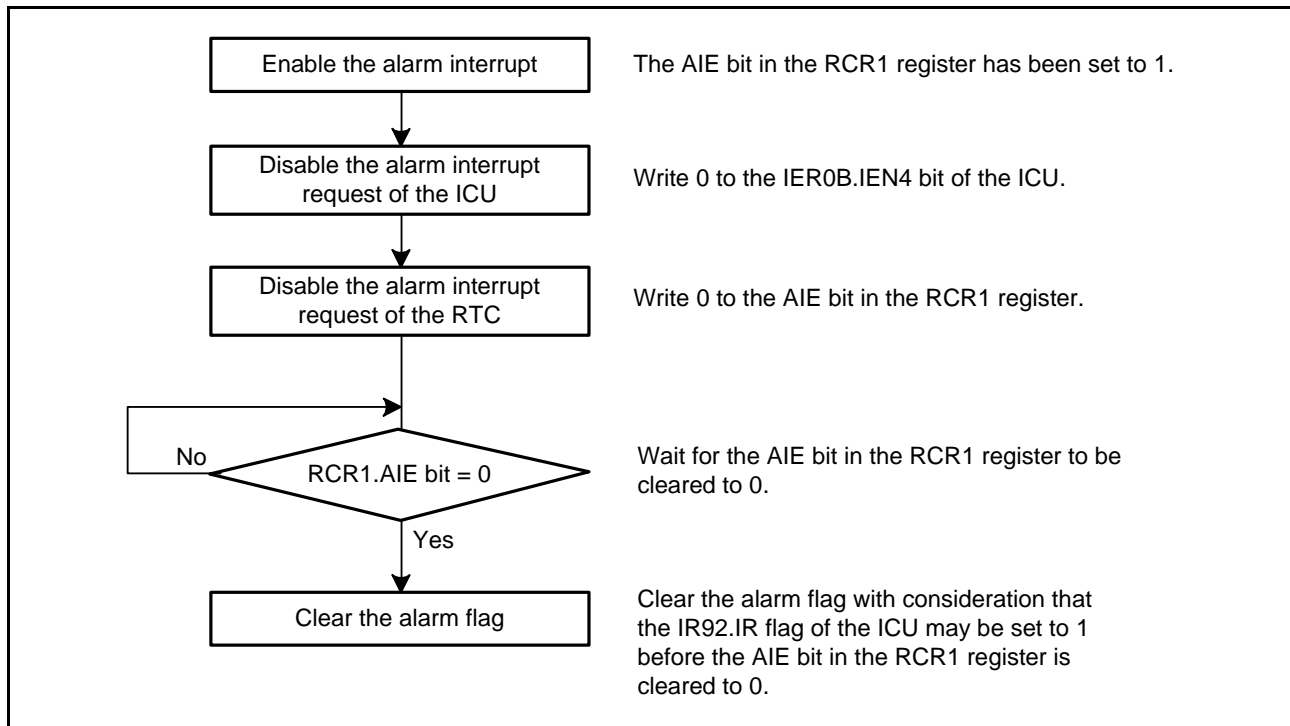 Enable the alarm interrupt
The AIE bit in the RCR1 register has been set to 1.
Disable the alarm interrupt
request of the ICU
Write 0 to the IER0B.IEN4 bit of the ICU.
Disable the alarm interrupt
request of the RTC
Write 0 to the AIE bit in the RCR1 register.
No
RCR1.AIE bit = 0
Wait for the AIE bit in the RCR1 register to be
cleared to 0.
Yes
Clear the alarm flag
Clear the alarm flag with consideration that
the IR92.IR flag of the ICU may be set to 1
before the AIE bit in the RCR1 register is
cleared to 0.